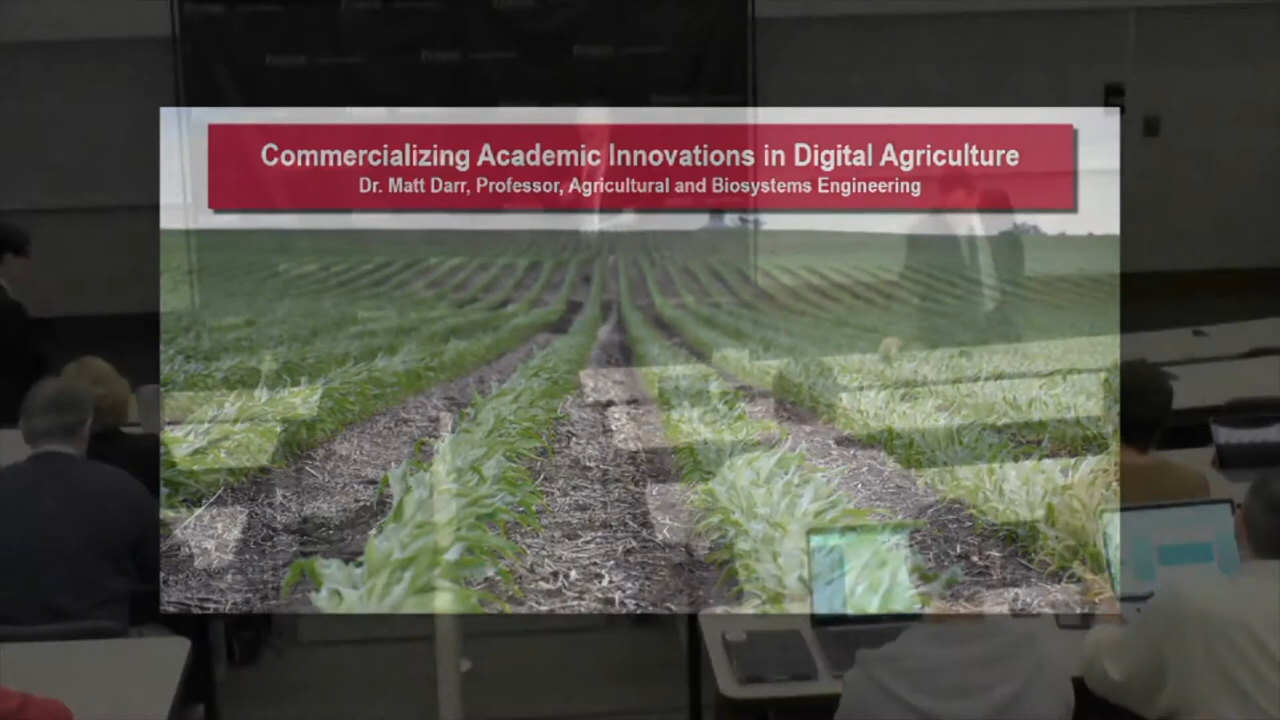 Commercializing Academic Innovations in Digital Agriculture
Dr. Matt Darr, Professor, Agricultural and Biosystems Engineering